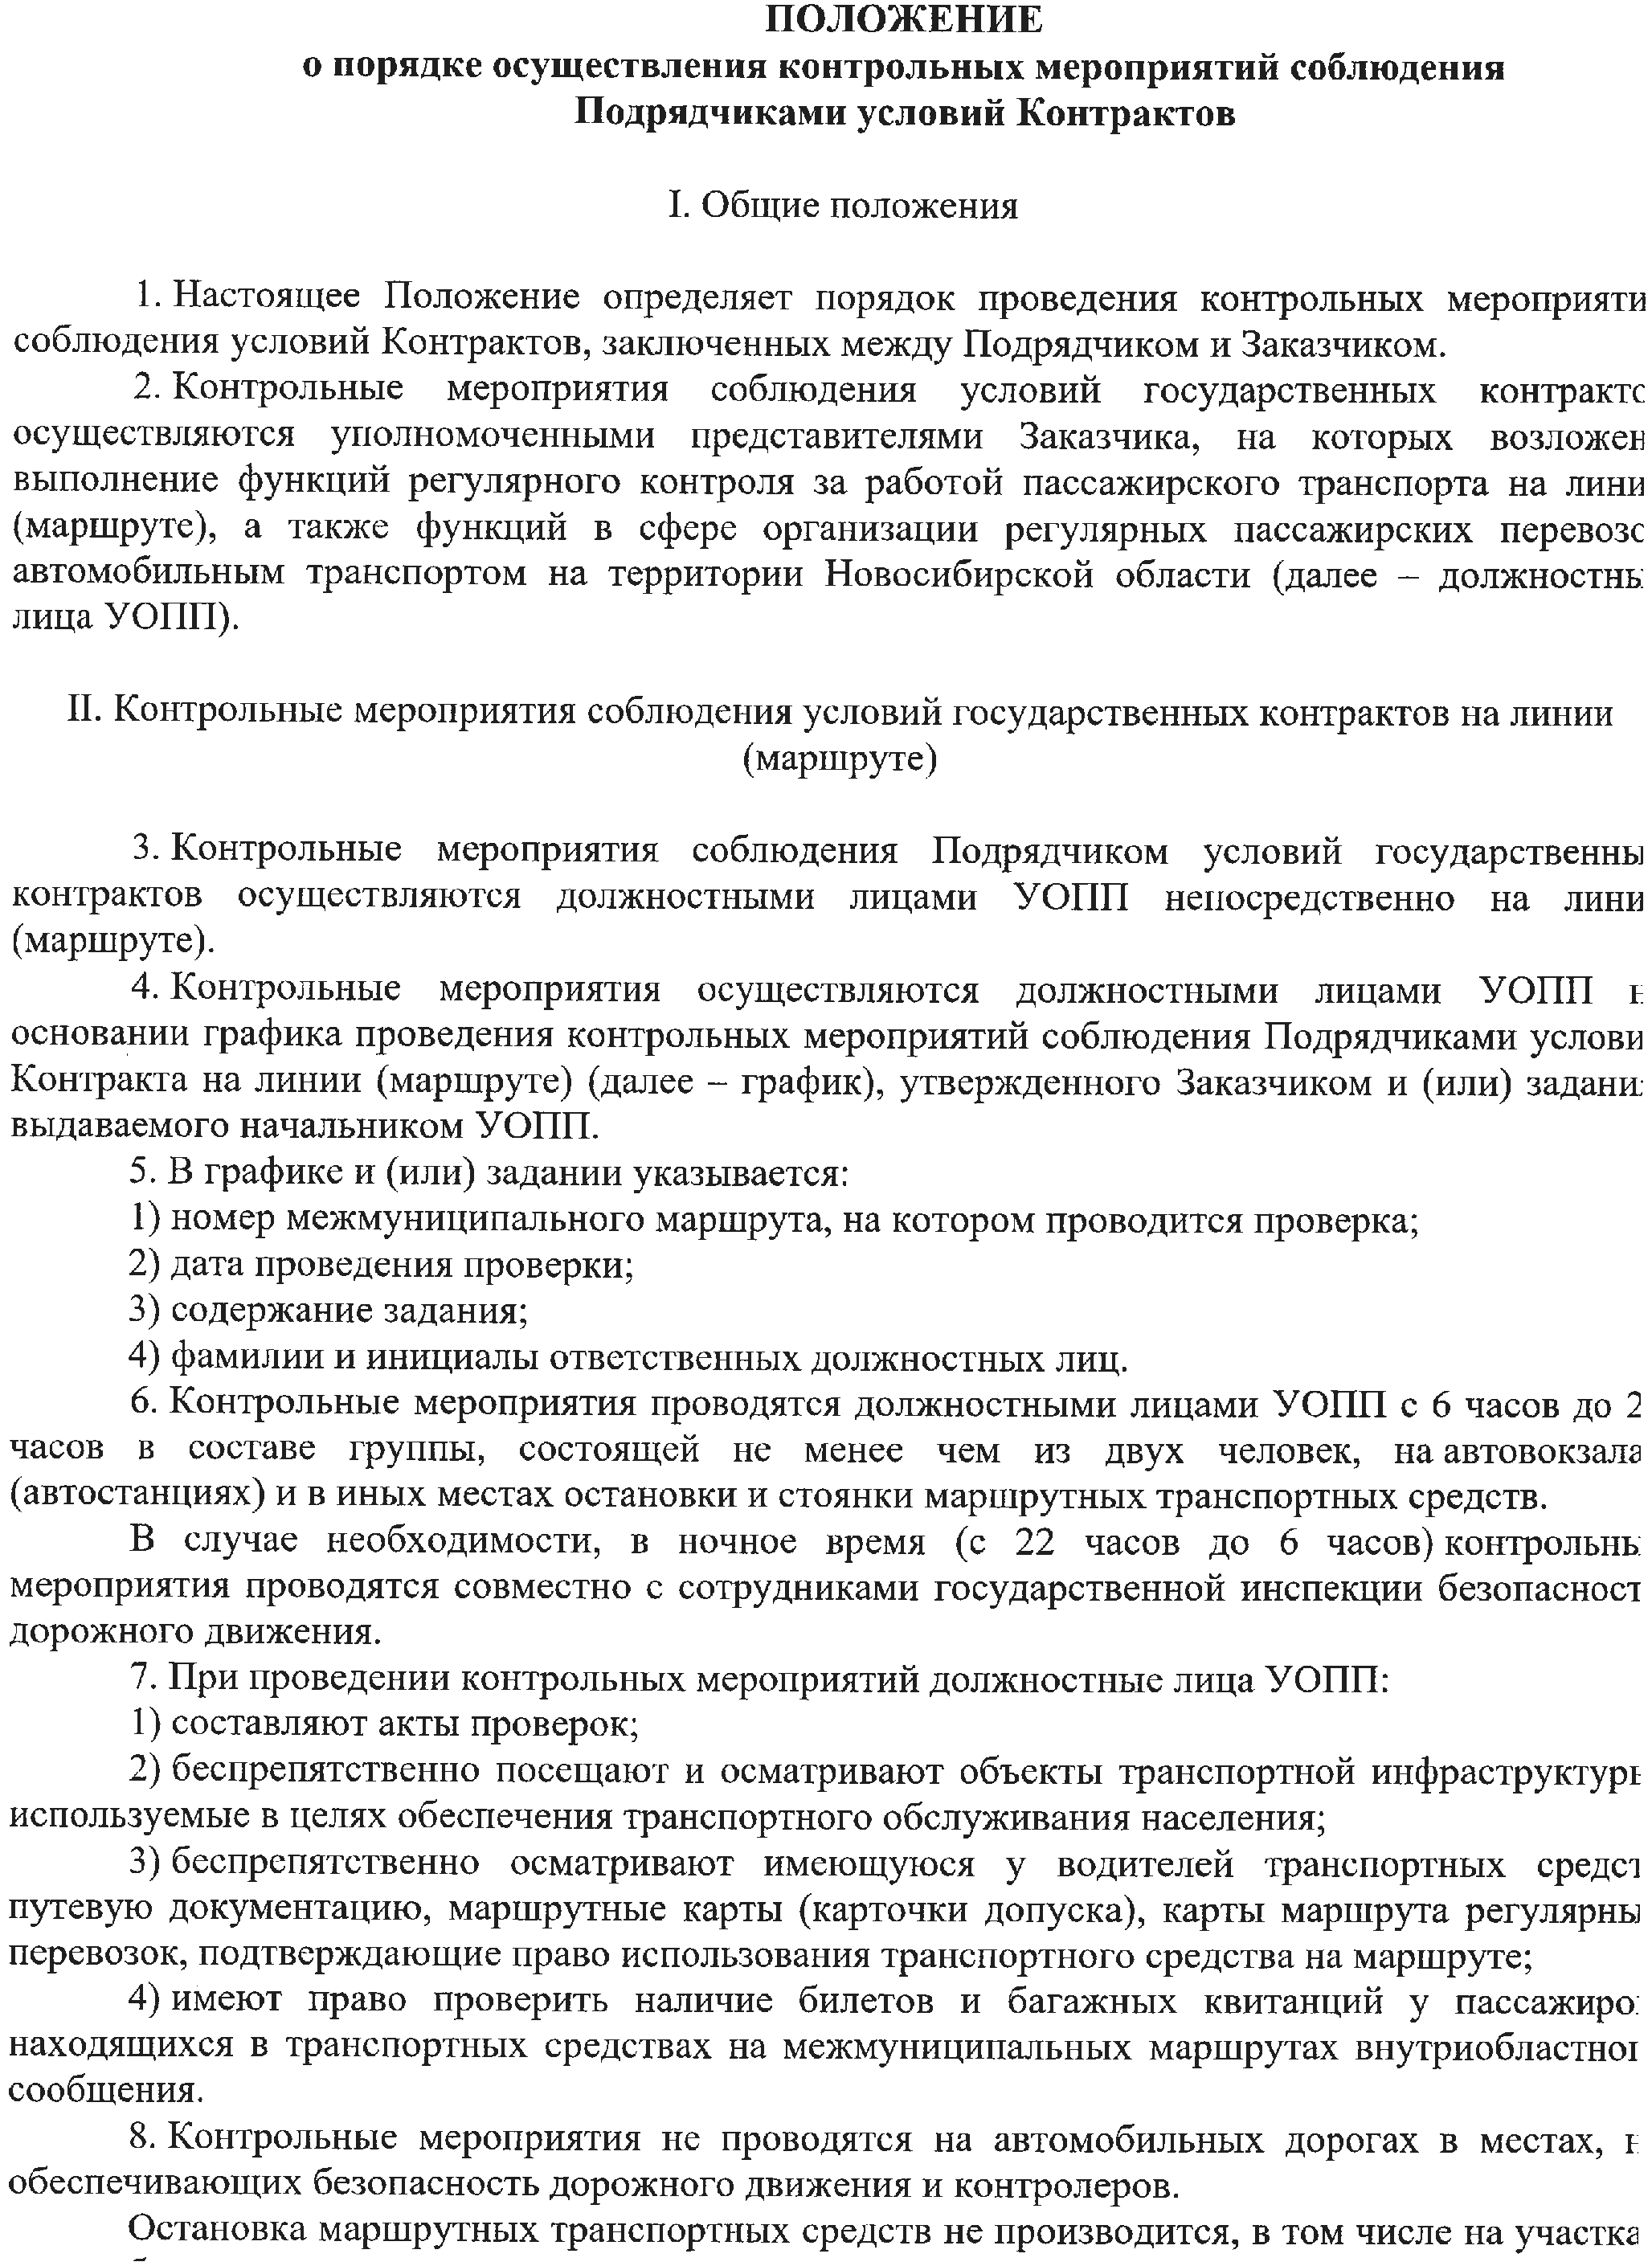 ПОЛОЖЕНИЕ
о порядке осуществления контрольных мероприятий соблюдения
Подрядчиками условий Контрактов
I. Общие положения
1. Настоящее Положение определяет порядок проведения контрольных мероприяти
соблюдения условий Контрактов, заключенных между Подрядчиком и Заказчиком.
2. Контрольные мероприятия соблюдения условий государственных контракто
осуществляются уполномоченными представителями Заказчика, на которых возложен
выполнение функций регулярного контроля за работой пассажирского транспорта на лини
(маршруте), а также функций в сфере организации регулярных пассажирских перевозо
автомобильным транспортом на территории Новосибирской области (далее – должностны
лица УОПП).
II. Контрольные мероприятия соблюдения условий государственных контрактов на линии
(маршруте)
3. Контрольные мероприятия соблюдения Подрядчиком условий государственны
контрактов осуществляются должностными лицами УОПП непосредственно на лини
(маршруте).
4. Контрольные мероприятия осуществляются должностными лицами УОПП н
основании графика проведения контрольных мероприятий соблюдения Подрядчиками услови
Контракта на линии (маршруте) (далее – график), утвержденного Заказчиком и (или) задани
выдаваемого начальником УОПП.
5. В графике и (или) задании указывается:
1) номер межмуниципального маршрута, на котором проводится проверка;
2) дата проведения проверки;
3) содержание задания;
4) фамилии и инициалы ответственных должностных лиц.
6. Контрольные мероприятия проводятся должностными лицами УОПП с 6 часов до 2
часов в составе группы, состоящей не менее чем из двух человек, на автовокзала
(автостанциях) и в иных местах остановки и стоянки маршрутных транспортных средств.
В случае необходимости, в ночное время (с 22 часов до 6 часов) контрольны
мероприятия проводятся совместно с сотрудниками государственной инспекции безопасност
дорожного движения.
7. При проведении контрольных мероприятий должностные лица УОПП:
1) составляют акты проверок;
2) беспрепятственно посещают и осматривают объекты транспортной инфраструктуры
используемые в целях обеспечения транспортного обслуживания населения;
3) беспрепятственно осматривают имеющуюся у водителей транспортных средст
путевую документацию, маршрутные карты (карточки допуска), карты маршрута регулярны
перевозок, подтверждающие право использования транспортного средства на маршруте;
4) имеют право проверить наличие билетов и багажных квитанций у пассажиро
находящихся в транспортных средствах на межмуниципальных маршрутах внутриобластног
сообщения.
8. Контрольные мероприятия не проводятся на автомобильных дорогах в местах, н
обеспечивающих безопасность дорожного движения и контролеров.
Остановка маршрутных транспортных средств не производится, в том числе на участка